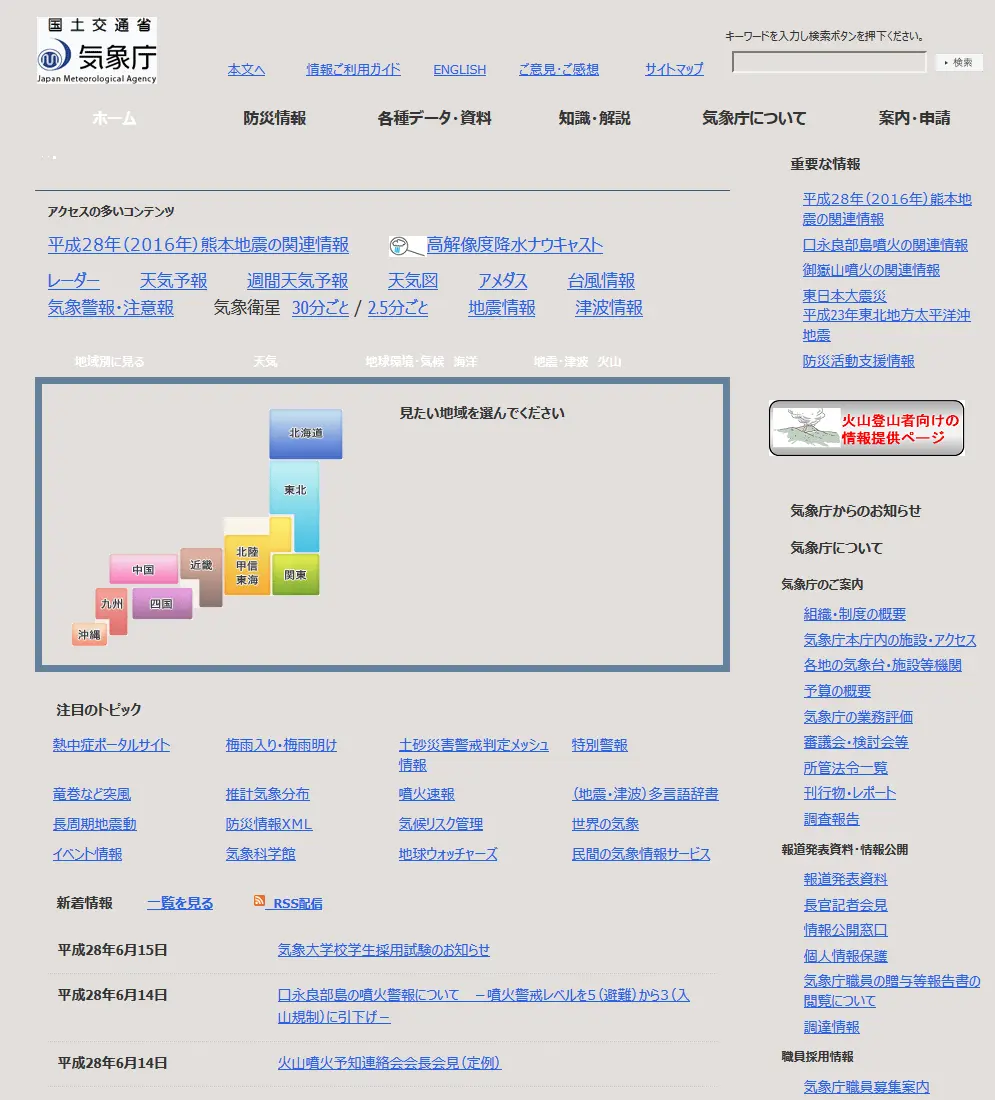 国土交通省
気象庁
Japan Meteorological Agency
本文へ 情報ご利用ガイド ENGLISH ご意見・ご感想 サイトマップ
キーワードを入力し検索ボタンを押下ください。
検索
ホーム 防災情報 各種データ・資料 知識・解説 気象庁について 案内・申請
アクセスの多いコンテンツ
平成28年(2016年)熊本地震の関連情報 高解像度降水ナウキャスト
レーダー 天気予報 週間天気予報 天気図 アメダス 台風情報
気象警報・注意報 気象衛星 30分ごと / 2.5分ごと 地震情報 津波情報
地域別に見る 天気 地球環境・気候 海洋 地震・津波 火山
見たい地域を選んでください
北海道
東北
北陸
甲信
東海
関東
近畿
中国
四国
九州
沖縄
注目のトピック
熱中症ポータルサイト 梅雨入り・梅雨明け 土砂災害警戒判定メッシュ 特別警報
情報
竜巻など突風 推計気象分布 噴火速報 (地震・津波)多言語辞書
長周期地震動 防災情報XML 気候リスク管理 世界の気象
イベント情報 気象科学館 地球ウォッチャーズ 民間の気象情報サービス
新着情報 一覧を見る RSS配信
平成28年6月15日 気象大学校学生採用試験のお知らせ
平成28年6月14日 口永良部島の噴火警報について －噴火警戒レベルを5(避難)から3(入
山規制)に引下げ－
平成28年6月14日 火山噴火予知連絡会会長会見(定例)
重要な情報
平成28年(2016年)熊本地
震の関連情報
口永良部島噴火の関連情報
御嶽山噴火の関連情報
東日本大震災
平成23年東北地方太平洋沖
地震
防災活動支援情報
火山登山者向けの
情報提供ページ
気象庁からのお知らせ
気象庁について
気象庁のご案内
組織・制度の概要
気象庁本庁内の施設・アクセス
各地の気象台・施設等機関
予算の概要
気象庁の業務評価
審議会・検討会等
所管法令一覧
刊行物・レポート
調査報告
報道発表資料・情報公開
報道発表資料
長官記者会見
情報公開窓口
個人情報保護
気象庁職員の贈与等報告書の
閲覧について
調達情報
職員採用情報
気象庁職員募集案内